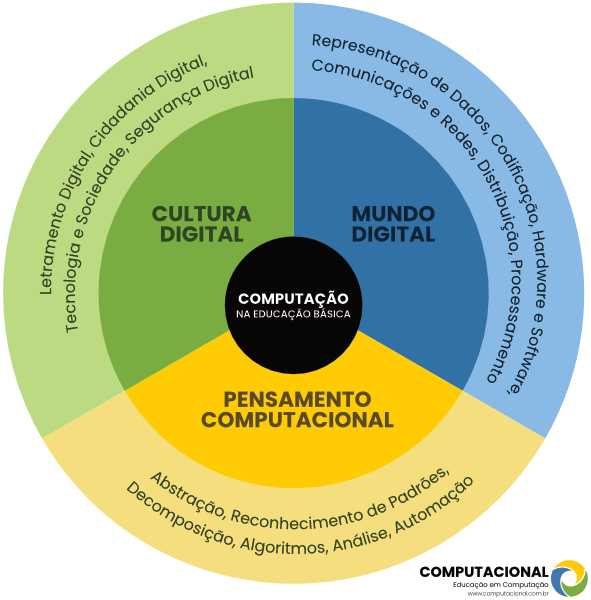 Letramento Digital, Cidadania Digital,
Tecnologia e Sociedade, Segurança Digital
Representação de Dados, Codificação, Hardware e Software,
Comunicações e Redes, Distribuição, Processamento
CULTURA
DIGITAL
MUNDO
DIGITAL
COMPUTAÇÃO
NA EDUCAÇÃO BÁSICA
PENSAMENTO
COMPUTACIONAL
Abstração, Reconhecimento de Padrões,
Decomposição, Algoritmos, Análise, Automação
COMPUTACIONAL
Educação em Computação
www.computacional.com.br